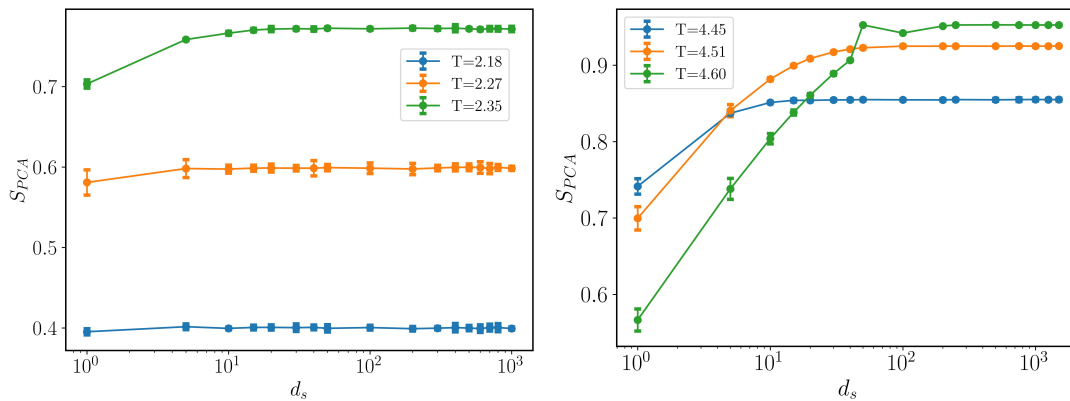 0.7
0.6
0.5
0.4
S_{PCA}
10^0
10^1
10^2
10^3
d_s
T=2.18
T=2.27
T=2.35
0.9
0.8
0.7
0.6
S_{PCA}
10^0
10^1
10^2
10^3
d_s
T=4.45
T=4.51
T=4.60